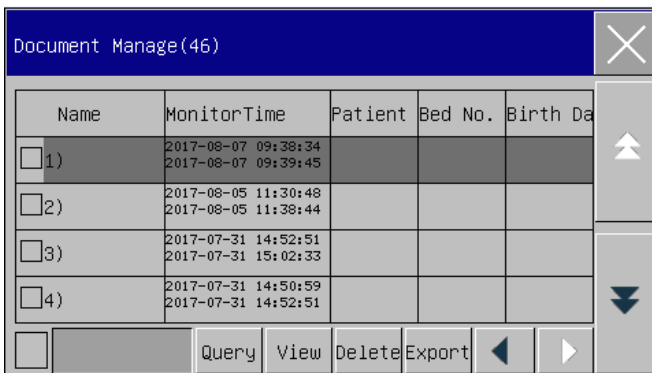 Document Manage(46)
Name MonitorTime Patient Bed No. Birth Da
1) 2017-08-07 09:38:34
2017-08-07 09:39:45
2) 2017-08-05 11:30:48
2017-08-05 11:38:44
3) 2017-07-31 14:52:51
2017-07-31 15:02:33
4) 2017-07-31 14:50:59
2017-07-31 14:52:51
Query View Delete Export